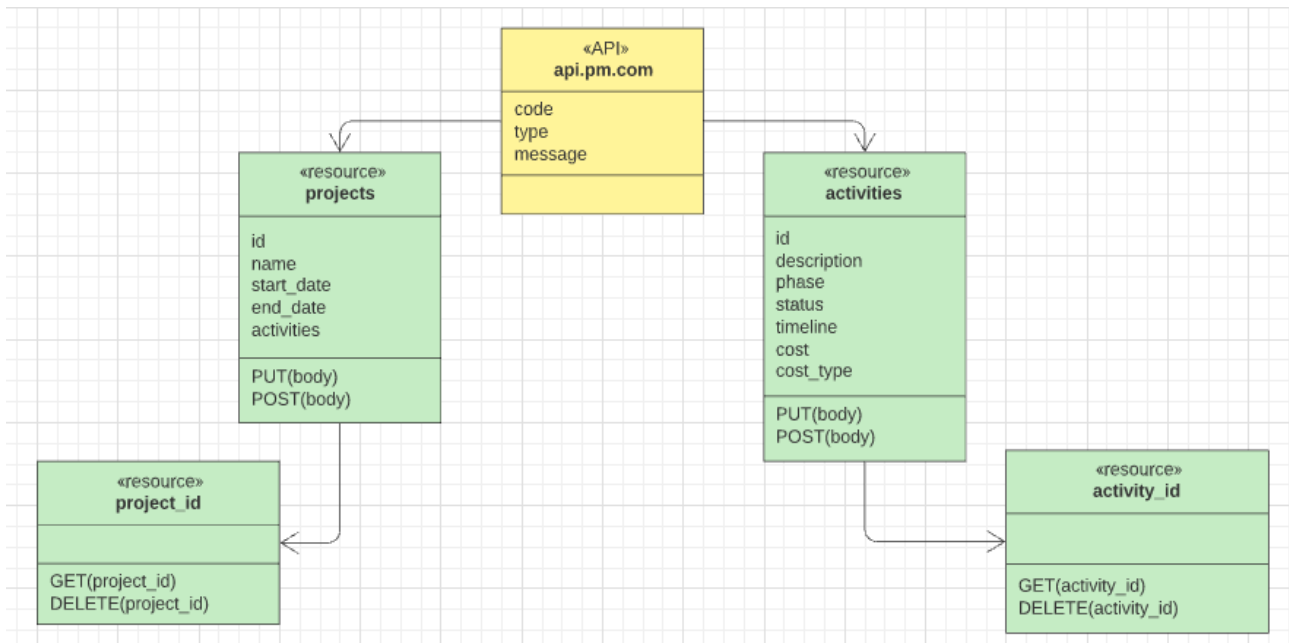 «API»
api.pm.com
code
type
message
«resource»
projects
id
name
start_date
end_date
activities
PUT(body)
POST(body)
«resource»
activities
id
description
phase
status
timeline
cost
cost_type
PUT(body)
POST(body)
«resource»
project_id
GET(project_id)
DELETE(project_id)
«resource»
activity_id
GET(activity_id)
DELETE(activity_id)